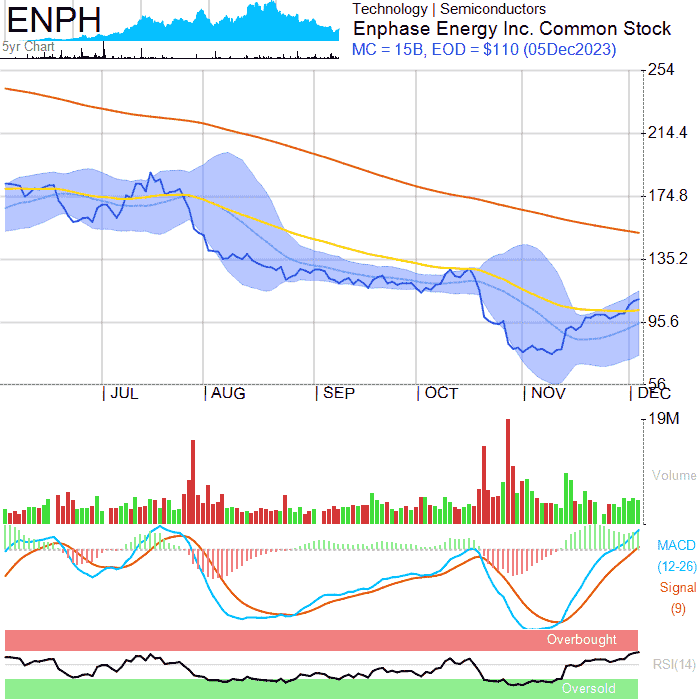 ENPH
5yr Chart
Technology | Semiconductors
Enphase Energy Inc. Common Stock
MC = 15B, EOD = $110 (05Dec2023)
254
214.4
174.8
135.2
95.6
56
| JUL | AUG | SEP | OCT | NOV | DEC
19M
Volume
MACD
(12-26)
Signal
(9)
Overbought
RSI(14)
Oversold